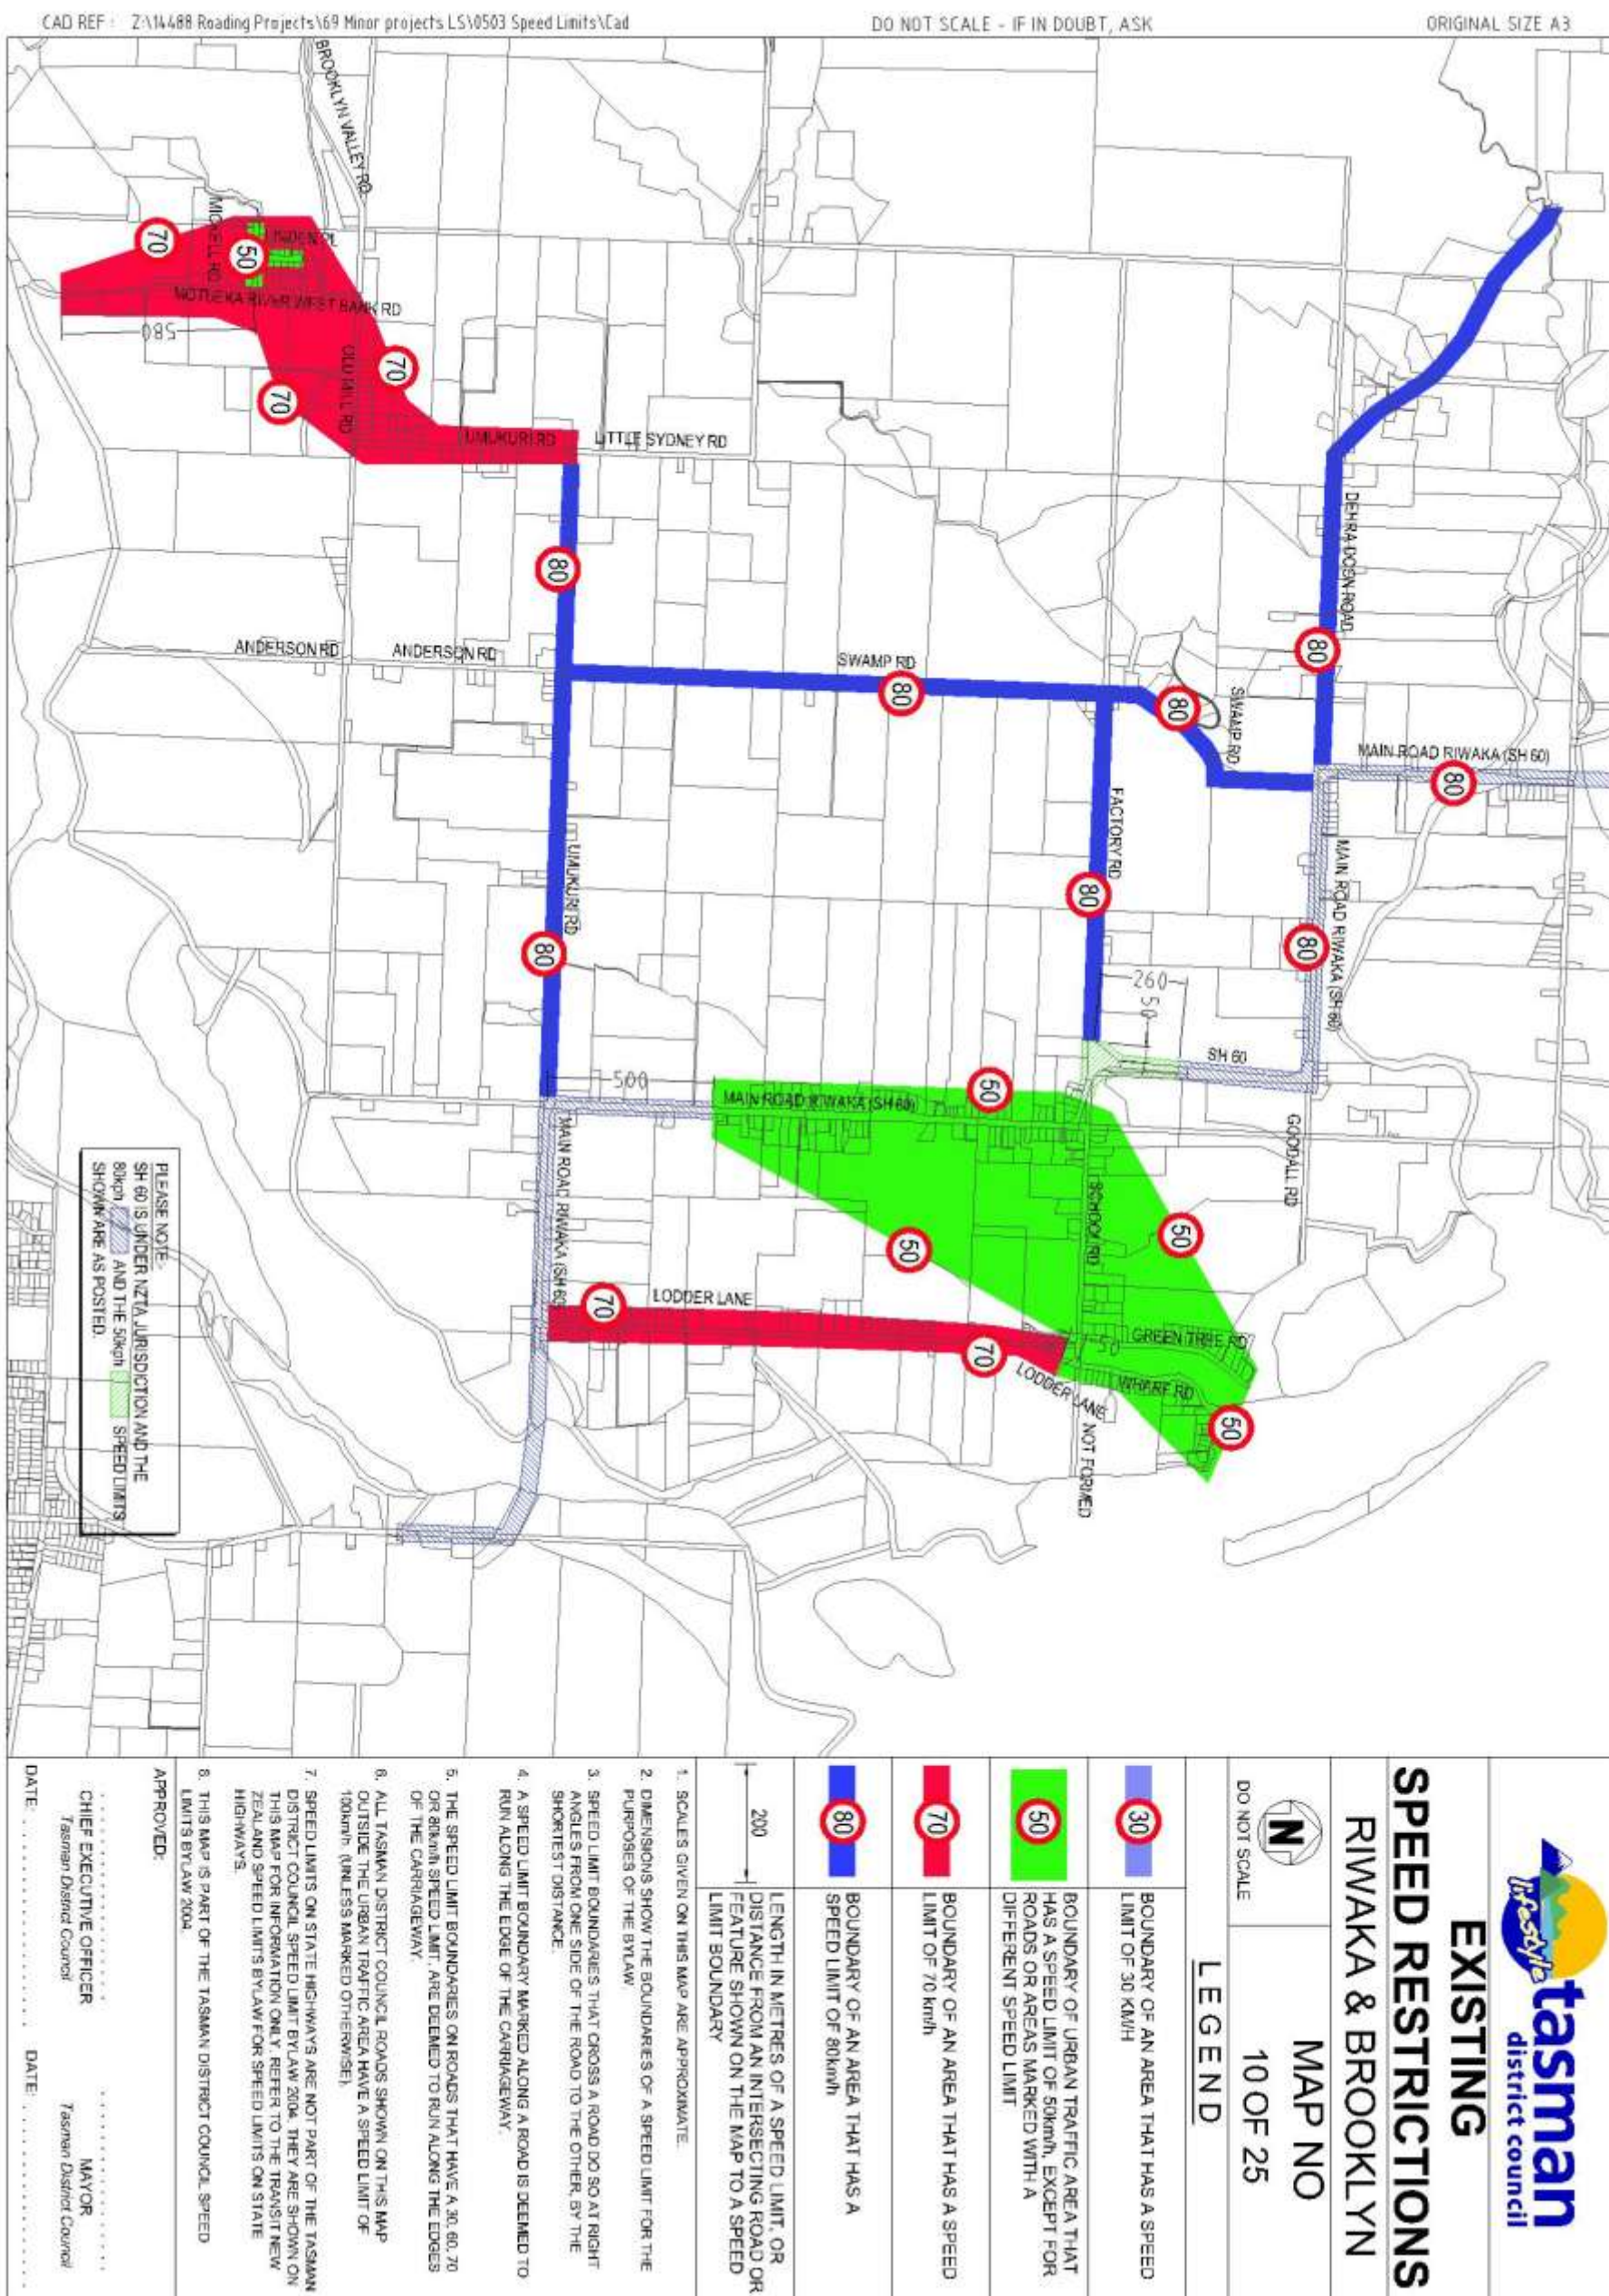 CAD REF : Z:\14488 Roading Projects\69 Minor projects LS\0503 Speed Limits\Cad
DO NOT SCALE - IF IN DOUBT, ASK
ORIGINAL SIZE A3
BROOKLYN VALLEY RD
MICKELL RD
MOTUEKA RIVER WEST BANK RD
OLD MILL RD
UMUKURI RD
LITTLE SYDNEY RD
70
50
70
70
580
DEHRA DOON ROAD
80
80
ANDERSON RD
ANDERSON RD
SWAMP RD
80
80
SWAMP RD
MAIN ROAD RIWAKA (SH 60)
80
FACTORY RD
80
MAIN ROAD RIWAKA (SH 60)
80
UMUKURI RD
80
260
50
SH 60
500
50
MAIN ROAD RIWAKA (SH 60)
GOODALL RD
SCHOOL RD
50
50
MAIN ROAD RIWAKA (SH 60)
LODDER LANE
70
70
50
GREEN TREE RD
LODDER LANE
WHARF RD
50
NOT FORMED
PLEASE NOTE:-
SH 60 IS UNDER NZTA JURISDICTION AND THE
80kph AND THE 50kph SPEED LIMITS
SHOWN ARE AS POSTED.
lifestyle tasman
district council
EXISTING
SPEED RESTRICTIONS
RIWAKA & BROOKLYN
N
DO NOT SCALE
MAP NO
10 OF 25
LEGEND
30
BOUNDARY OF AN AREA THAT HAS A SPEED
LIMIT OF 30 KM/H
50
BOUNDARY OF URBAN TRAFFIC AREA THAT
HAS A SPEED LIMIT OF 50km/h, EXCEPT FOR
ROADS OR AREAS MARKED WITH A
DIFFERENT SPEED LIMIT
70
BOUNDARY OF AN AREA THAT HAS A SPEED
LIMIT OF 70 km/h
80
BOUNDARY OF AN AREA THAT HAS A
SPEED LIMIT OF 80km/h
200
LENGTH IN METRES OF A SPEED LIMIT, OR
DISTANCE FROM AN INTERSECTING ROAD OR
FEATURE SHOWN ON THE MAP TO A SPEED
LIMIT BOUNDARY
1. SCALES GIVEN ON THIS MAP ARE APPROXIMATE.
2. DIMENSIONS SHOW THE BOUNDARIES OF A SPEED LIMIT FOR THE
PURPOSES OF THE BYLAW.
3. SPEED LIMIT BOUNDARIES THAT CROSS A ROAD DO SO AT RIGHT
ANGLES FROM ONE SIDE OF THE ROAD TO THE OTHER, BY THE
SHORTEST DISTANCE.
4. A SPEED LIMIT BOUNDARY MARKED ALONG A ROAD IS DEEMED TO
RUN ALONG THE EDGE OF THE CARRIAGEWAY.
5. THE SPEED LIMIT BOUNDARIES ON ROADS THAT HAVE A 30, 60, 70
OR 80km/h SPEED LIMIT, ARE DEEMED TO RUN ALONG THE EDGES
OF THE CARRIAGEWAY.
6. ALL TASMAN DISTRICT COUNCIL ROADS SHOWN ON THIS MAP
OUTSIDE THE URBAN TRAFFIC AREA HAVE A SPEED LIMIT OF
100km/h (UNLESS MARKED OTHERWISE).
7. SPEED LIMITS ON STATE HIGHWAYS ARE NOT PART OF THE TASMAN
DISTRICT COUNCIL SPEED LIMIT BYLAW 2004. THEY ARE SHOWN ON
THIS MAP FOR INFORMATION ONLY. REFER TO THE TRANSIT NEW
ZEALAND SPEED LIMITS BYLAW FOR SPEED LIMITS ON STATE
HIGHWAYS.
8. THIS MAP IS PART OF THE TASMAN DISTRICT COUNCIL SPEED
LIMITS BYLAW 2004.
APPROVED:
CHIEF EXECUTIVE OFFICER
Tasman District Council
MAYOR
Tasman District Council
DATE:
DATE: